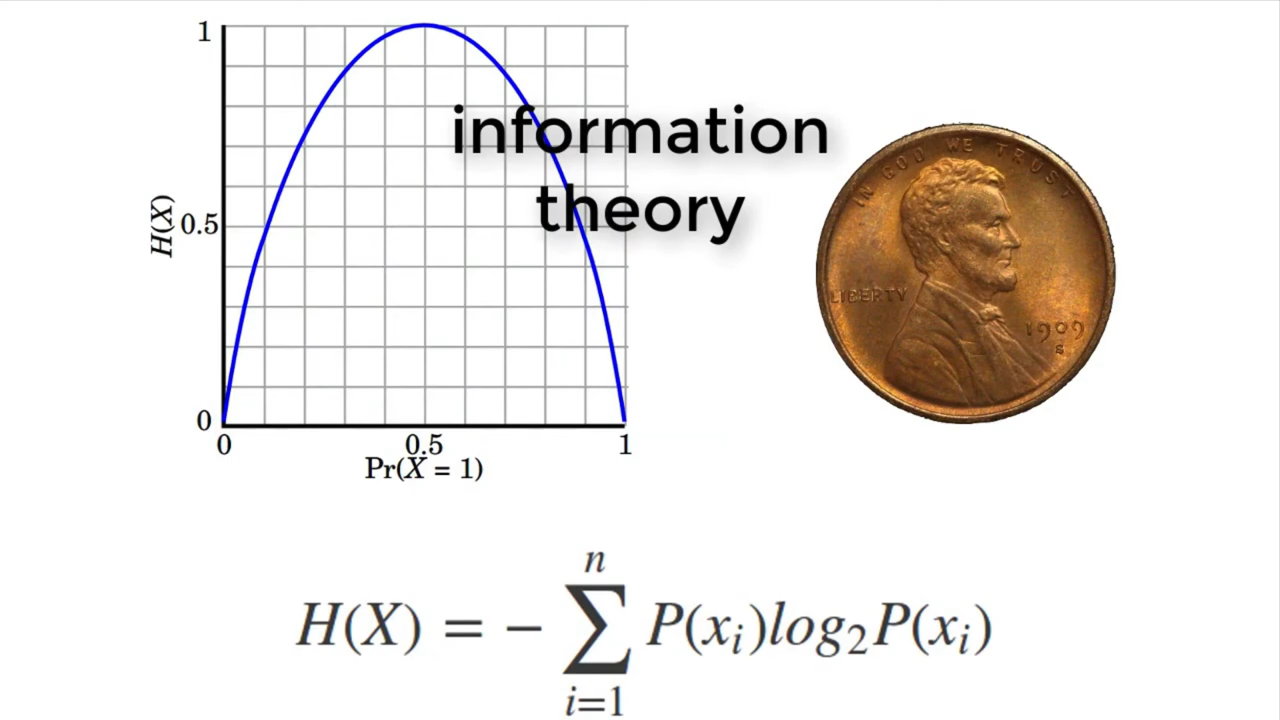 1
H(X)
0.5
0
0
0.5
1
Pr(X = 1)
information
theory
IN GOD WE TRUST
LIBERTY
1909
S
H(X) = − ∑ᵢ₌₁ⁿ P(xᵢ)log₂P(xᵢ)